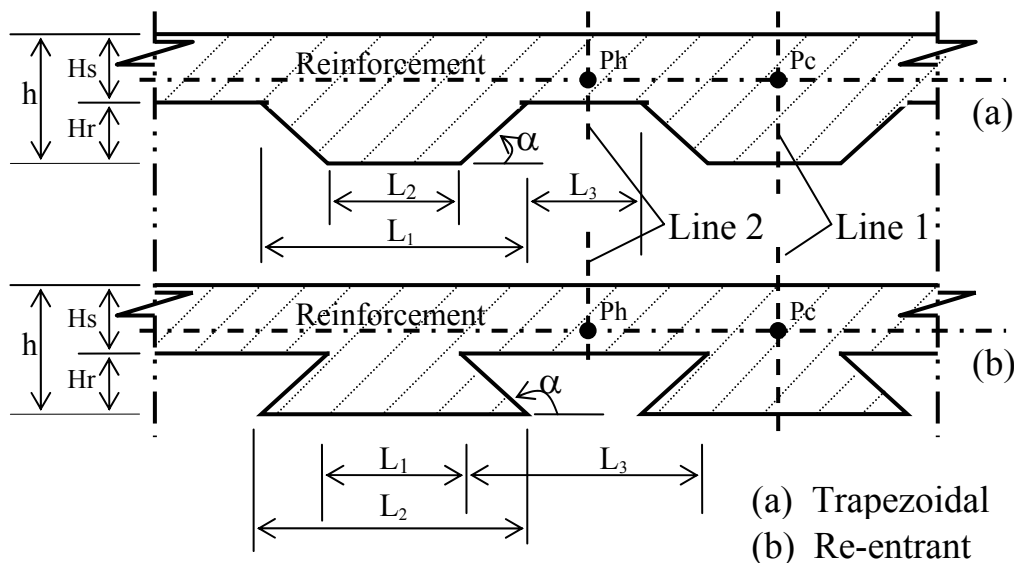 Hs
Reinforcement
Ph
Pc
h
Hr
α
(a)
L₂
L₃
L₁
Line 2
Line 1
Hs
Reinforcement
Ph
Pc
h
Hr
α
(b)
L₁
L₃
L₂
(a) Trapezoidal
(b) Re-entrant